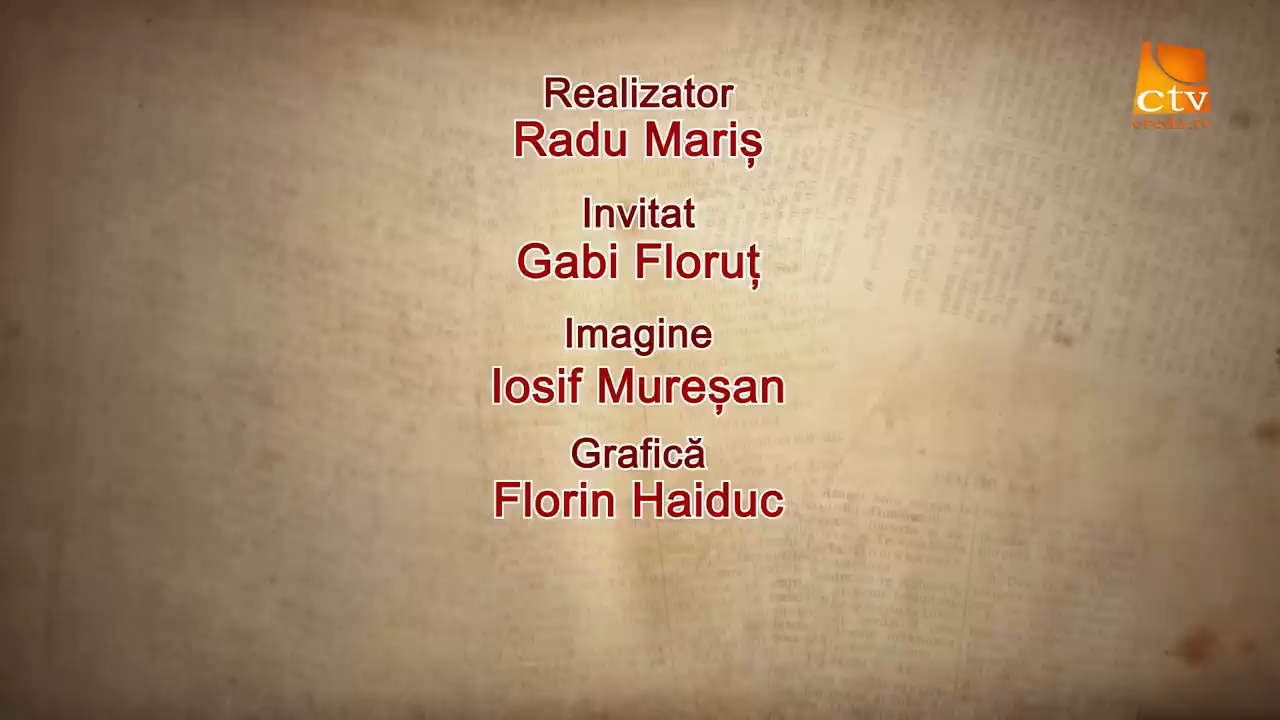 Realizator
Radu Mariș
Invitat
Gabi Floruț
Imagine
Iosif Mureșan
Grafică
Florin Haiduc
ctv
credo.tv